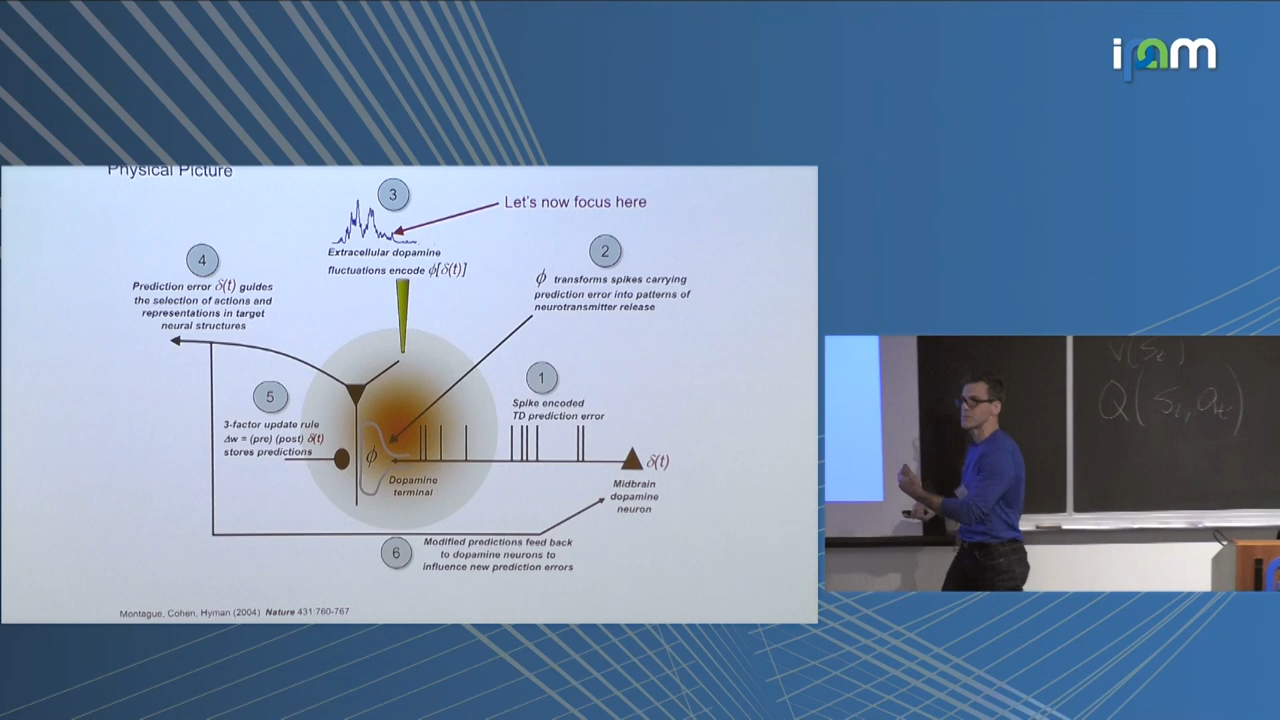 ipam
Physical Picture
3
Let's now focus here
Extracellular dopamine
fluctuations encode ϕ[δ(t)]
2
ϕ transforms spikes carrying
prediction error into patterns of
neurotransmitter release
4
Prediction error δ(t) guides
the selection of actions and
representations in target
neural structures
1
Spike encoded
TD prediction error
5
3-factor update rule
Δw = (pre) (post) δ(t)
stores predictions
ϕ
Dopamine
terminal
δ(t)
Midbrain
dopamine
neuron
6
Modified predictions feed back
to dopamine neurons to
influence new prediction errors
Montague, Cohen, Hyman (2004) Nature 431:760-767
V(St)
Q(St, at)